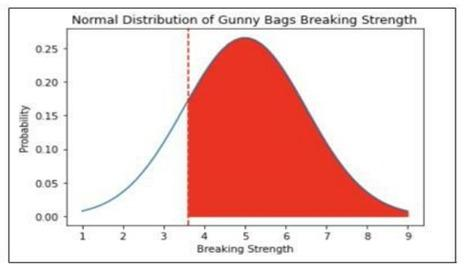 Normal Distribution of Gunny Bags Breaking Strength
0.25
0.20
0.15
0.10
0.05
0.00
Probability
1 2 3 4 5 6 7 8 9
Breaking Strength